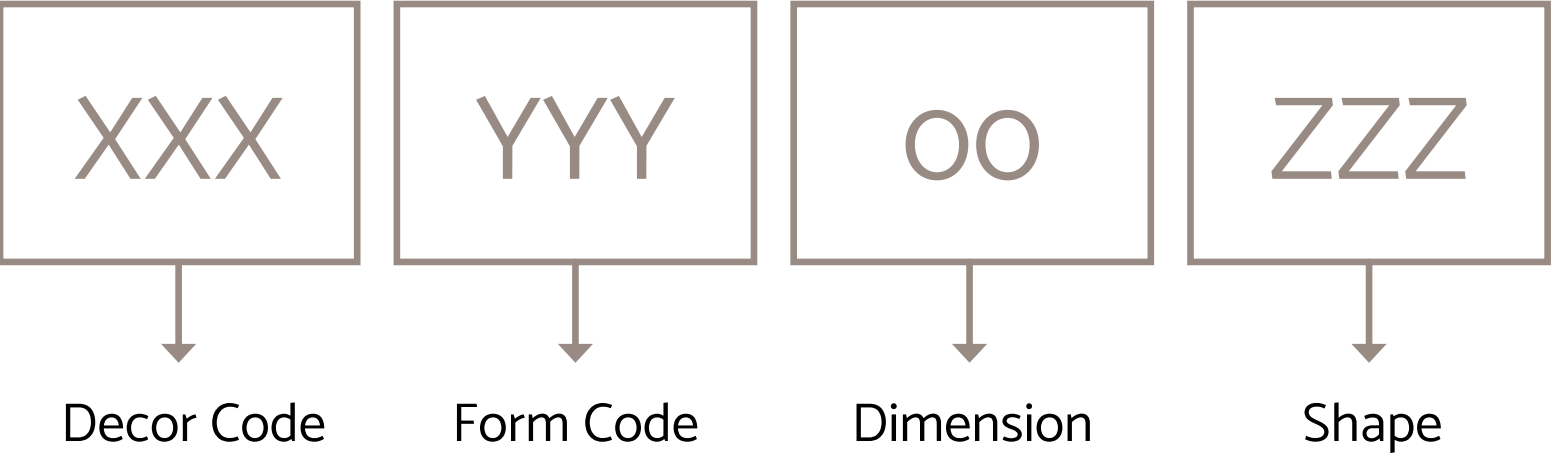 XXX YYY OO ZZZ
Decor Code Form Code Dimension Shape